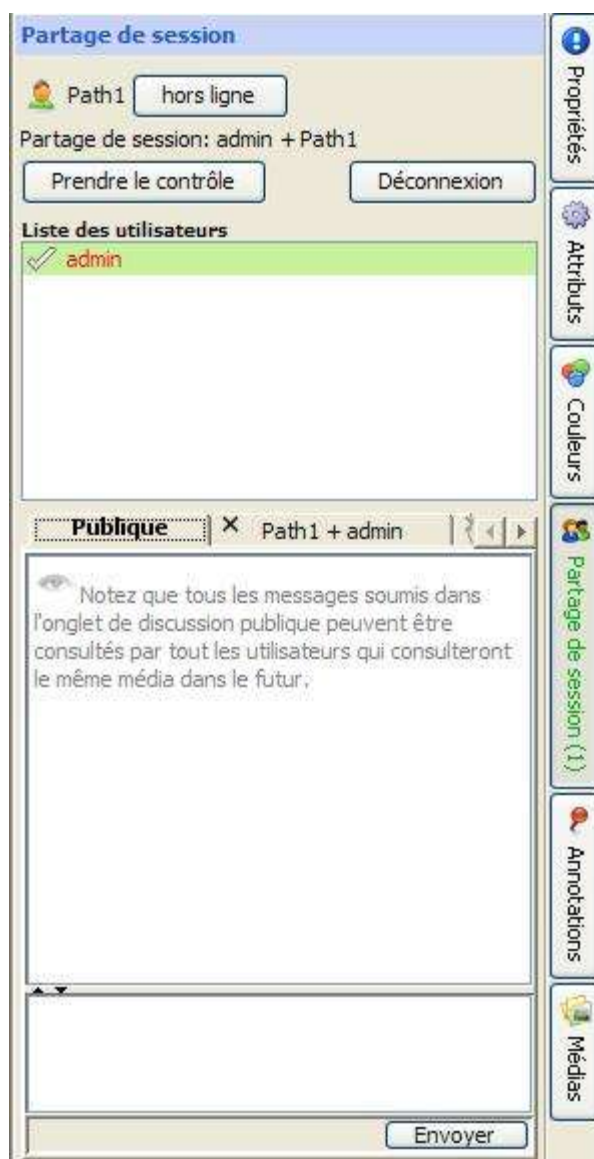 Partage de session
Path1 hors ligne
Partage de session: admin + Path1
Prendre le contrôle Déconnexion
Liste des utilisateurs
admin
Publique Path1 + admin
Notez que tous les messages soumis dans
l'onglet de discussion publique peuvent être
consultés par tout les utilisateurs qui consulteront
le même média dans le futur.
Envoyer
Propriétés
Attributs
Couleurs
Partage de session (1)
Annotations
Médias